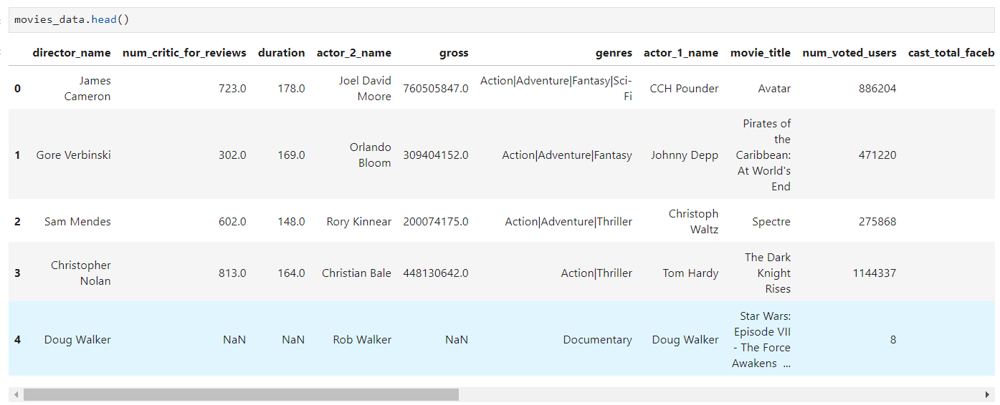 movies_data.head()
director_name num_critic_for_reviews duration actor_2_name gross genres actor_1_name movie_title num_voted_users cast_total_faceb
0 James Cameron 723.0 178.0 Joel David Moore 760505847.0 Action|Adventure|Fantasy|Sci-Fi CCH Pounder Avatar 886204
1 Gore Verbinski 302.0 169.0 Orlando Bloom 309404152.0 Action|Adventure|Fantasy Johnny Depp Pirates of the Caribbean: At World's End 471220
2 Sam Mendes 602.0 148.0 Rory Kinnear 200074175.0 Action|Adventure|Thriller Christoph Waltz Spectre 275868
3 Christopher Nolan 813.0 164.0 Christian Bale 448130642.0 Action|Thriller Tom Hardy The Dark Knight Rises 1144337
4 Doug Walker NaN NaN Rob Walker NaN Documentary Doug Walker Star Wars: Episode VII - The Force Awakens ... 8